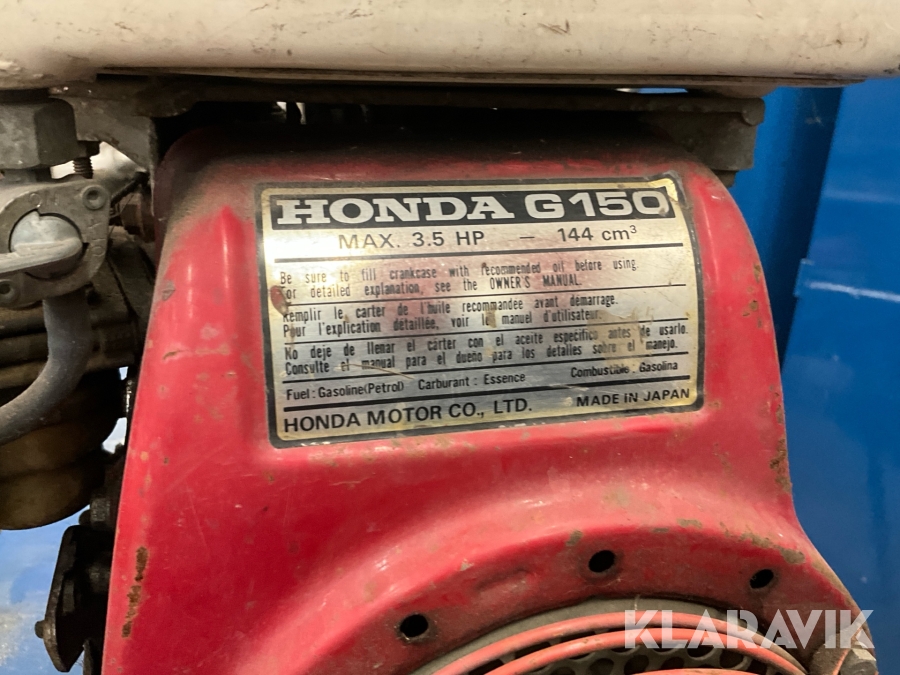 HONDA G150
MAX. 3.5 HP — 144 cm³
Be sure to fill crankcase with recommended oil before using
For detailed explanation, see the OWNER'S MANUAL.
Remplir le carter de l'huile recommandee avant démarrage.
Pour l'explication détaillée, voir le manuel d'utilisateur.
No deje de llenar el cárter con el aceite especifico antes de usarlo.
Consulte el manual para el dueño para los detalles sobre el manejo.
Fuel: Gasoline(Petrol) Carburant: Essence Combustible: Gasolina
HONDA MOTOR CO., LTD. MADE IN JAPAN
KLARAVIK